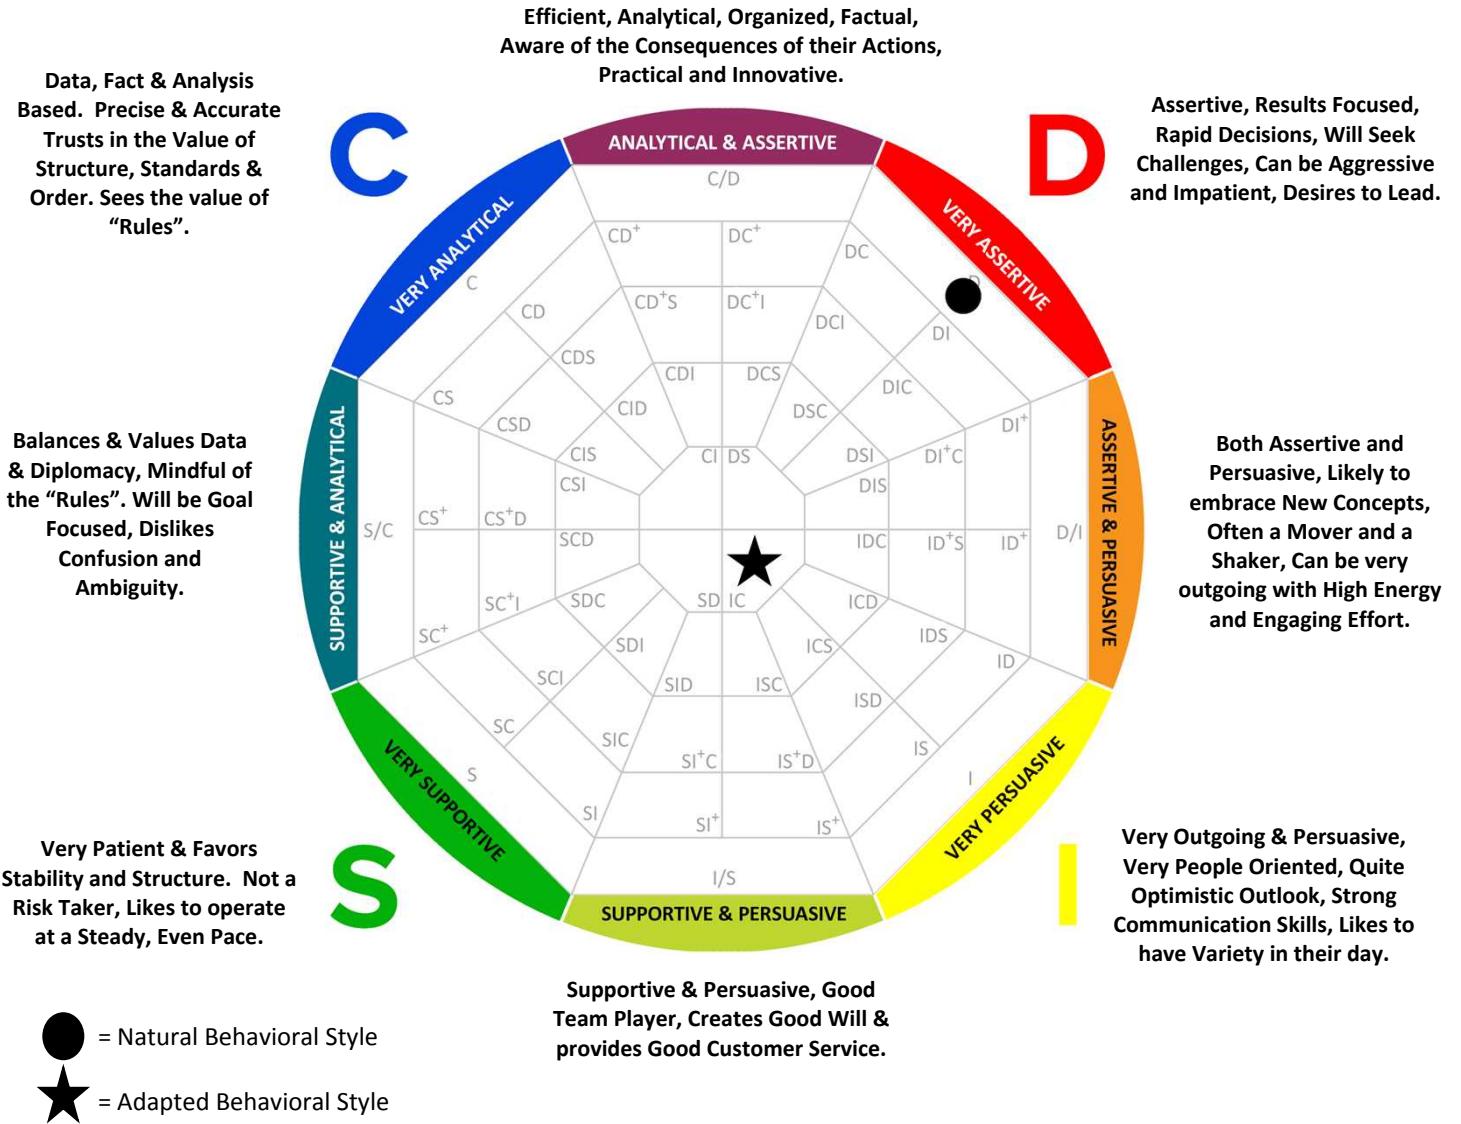 Efficient, Analytical, Organized, Factual,
Aware of the Consequences of their Actions,
Practical and Innovative.
Data, Fact & Analysis
Based.  Precise & Accurate
Trusts in the Value of
Structure, Standards &
Order. Sees the value of
“Rules”.
C
D
Assertive, Results Focused,
Rapid Decisions, Will Seek
Challenges, Can be Aggressive
and Impatient, Desires to Lead.
ANALYTICAL & ASSERTIVE
VERY ANALYTICAL
VERY ASSERTIVE
C/D
CD+ DC+
DC
C
D
CD
CD+S DC+I
DCI
DI
CDS
CDI DCS
DIC
CS
CID
DSC
CSD
DI+
CIS
CI DS
DSI
DI+C
CSI
DIS
Balances & Values Data
& Diplomacy, Mindful of
the “Rules”. Will be Goal
Focused, Dislikes
Confusion and
Ambiguity.
SUPPORTIVE & ANALYTICAL
S/C
CS+
CS+D
SCD
IDC
ID+S
ID+
D/I
ASSERTIVE & PERSUASIVE
Both Assertive and
Persuasive, Likely to
embrace New Concepts,
Often a Mover and a
Shaker, Can be very
outgoing with High Energy
and Engaging Effort.
SC+I
SDC
SD IC
ICD
SC+
SDI
ICS
IDS
SCI
SID
ISC
ID
ISD
SC
SIC
IS
SI+C
IS+D
S
I
SI
SI+
IS+
I/S
VERY SUPPORTIVE
VERY PERSUASIVE
SUPPORTIVE & PERSUASIVE
Very Patient & Favors
Stability and Structure.  Not a
Risk Taker, Likes to operate
at a Steady, Even Pace.
S
I
Very Outgoing & Persuasive,
Very People Oriented, Quite
Optimistic Outlook, Strong
Communication Skills, Likes to
have Variety in their day.
Supportive & Persuasive, Good
Team Player, Creates Good Will &
provides Good Customer Service.
= Natural Behavioral Style
= Adapted Behavioral Style